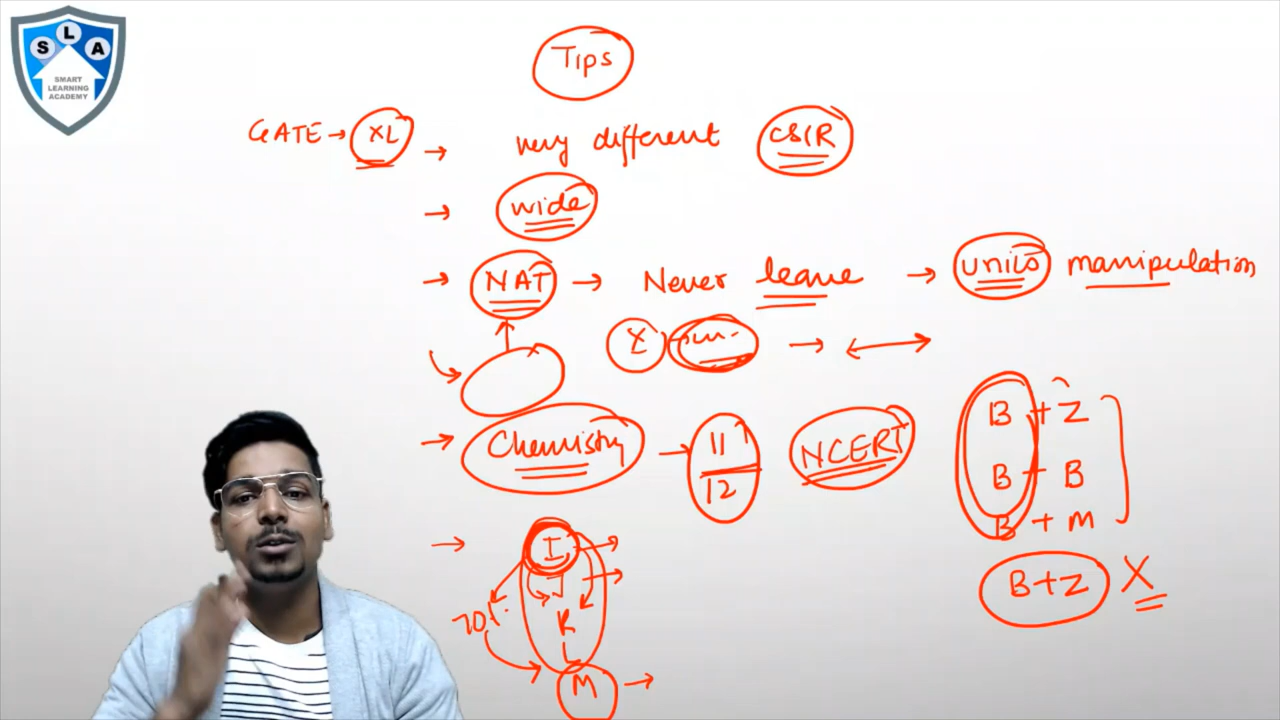 S L A
SMART
LEARNING
ACADEMY
Tips
GATE → XL → very different CSIR
→ wide
→ NAT → Never leave → units manipulation
→ Chemistry → 11 NCERT
12
B + Z
B + B
B + M
B+Z X
→ I →
J →
70%
K
L
M →